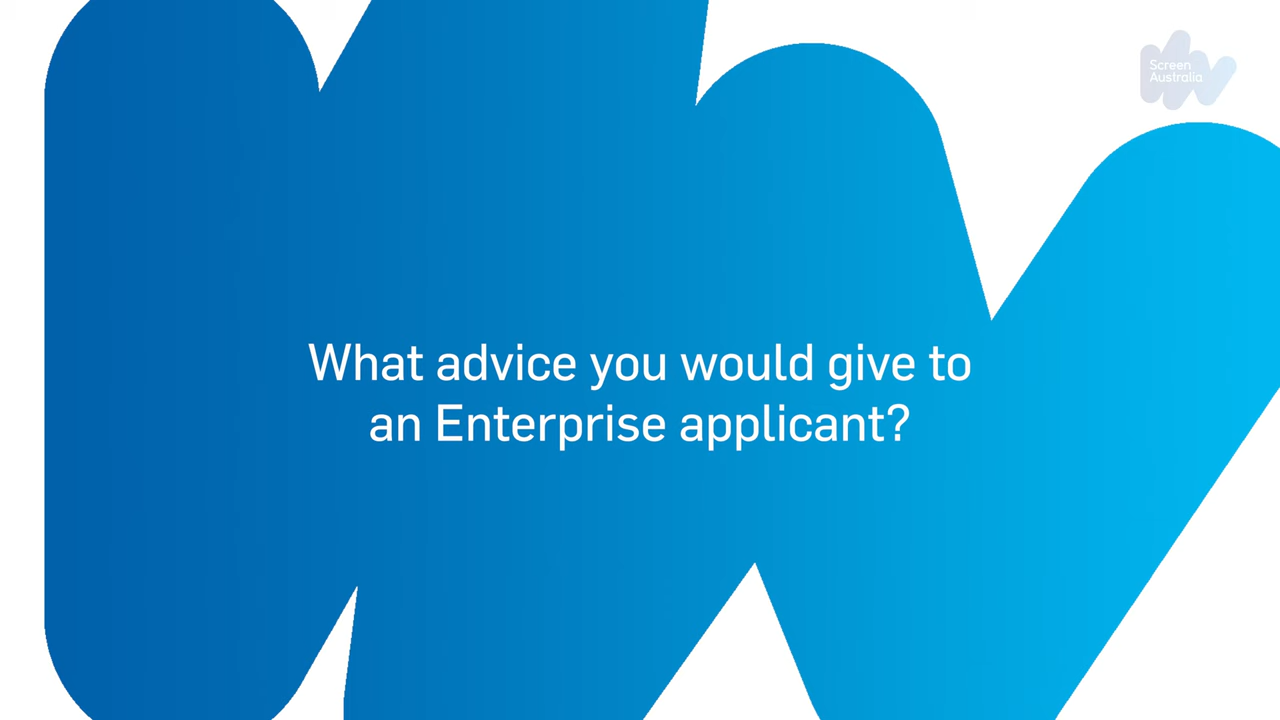 Screen
Australia
What advice you would give to
an Enterprise applicant?